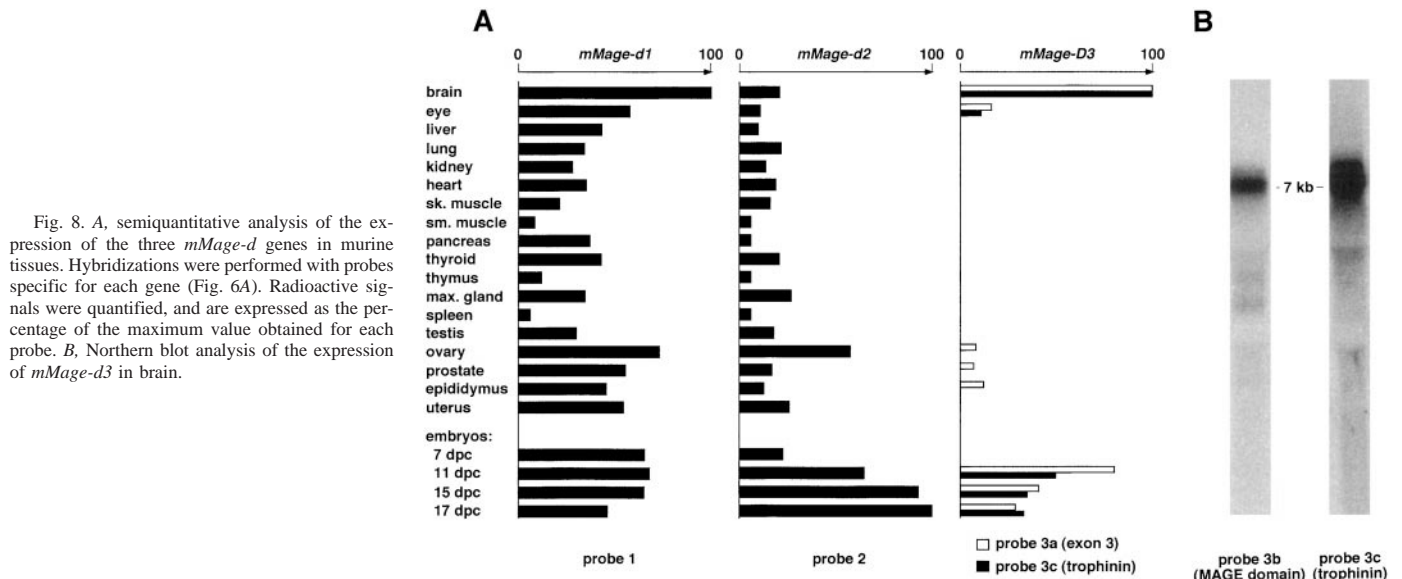 Fig. 8. A, semiquantitative analysis of the ex-
pression of the three mMage-d genes in murine
tissues. Hybridizations were performed with probes
specific for each gene (Fig. 6A). Radioactive sig-
nals were quantified, and are expressed as the per-
centage of the maximum value obtained for each
probe. B, Northern blot analysis of the expression
of mMage-d3 in brain.
A
0 mMage-d1 100
0 mMage-d2 100
0 mMage-D3 100
brain
eye
liver
lung
kidney
heart
sk. muscle
sm. muscle
pancreas
thyroid
thymus
max. gland
spleen
testis
ovary
prostate
epididymus
uterus
embryos:
7 dpc
11 dpc
15 dpc
17 dpc
probe 1
probe 2
probe 3a (exon 3)
probe 3c (trophinin)
B
- 7 kb -
probe 3b
(MAGE domain)
probe 3c
(trophinin)